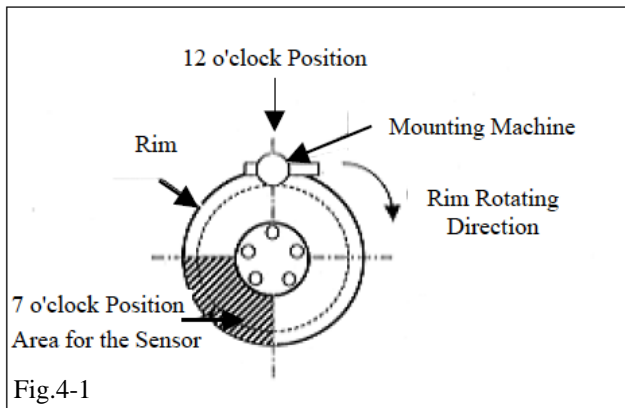 12 o'clock Position
Mounting Machine
Rim
Rim Rotating
Direction
7 o'clock Position
Area for the Sensor
Fig.4-1